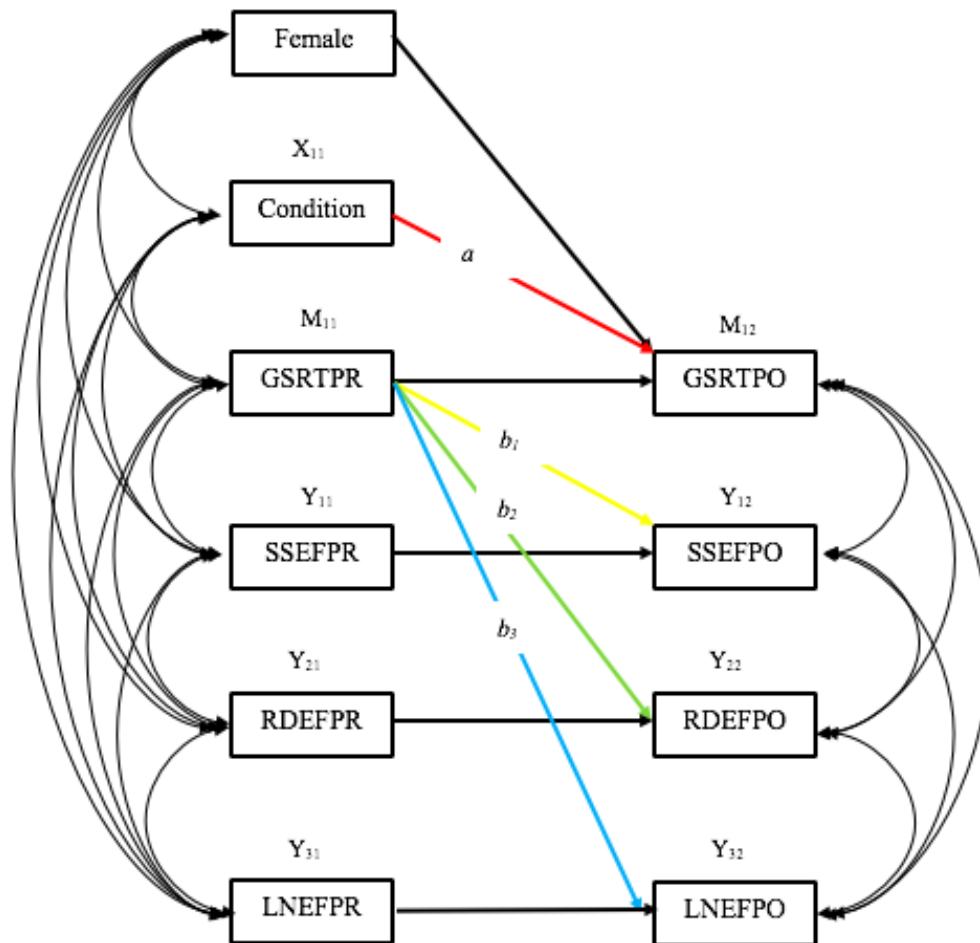 Female
X₁₁
Condition
a
M₁₁
M₁₂
GSRTPR
GSRTPO
b₁
Y₁₁
Y₁₂
b₂
SSEFPR
SSEFPO
b₃
Y₂₁
Y₂₂
RDEFPR
RDEFPO
Y₃₁
Y₃₂
LNEFPR
LNEFPO